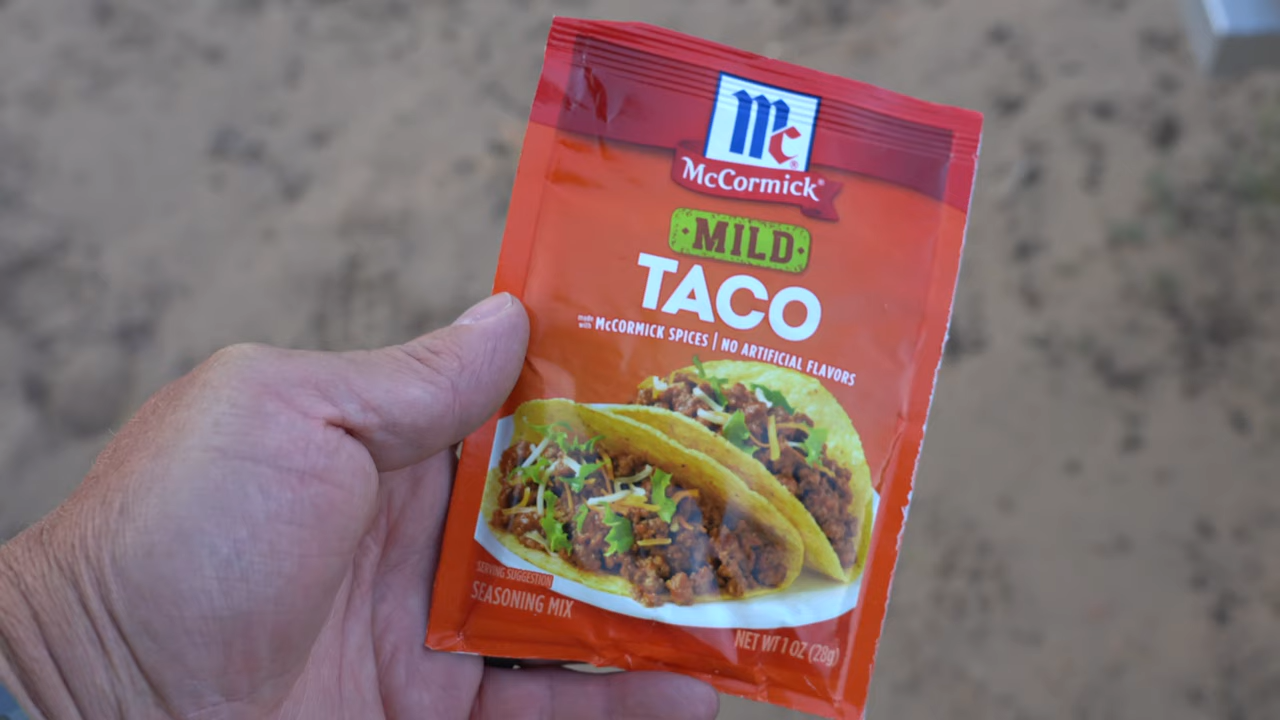 mc
McCormick®
MILD
TACO
made with McCORMICK SPICES | NO ARTIFICIAL FLAVORS
SERVING SUGGESTION
SEASONING MIX
NET WT 1 OZ (28g)